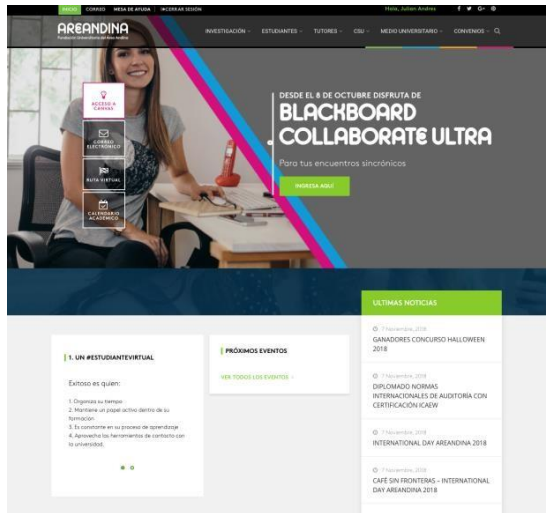 INICIO CORREO MESA DE AYUDA CERRAR SESIÓN Hola, Julian Andres
AREANDINA
Fundación Universitaria del Área Andina
INVESTIGACIÓN ESTUDIANTES TUTORES CSU MEDIO UNIVERSITARIO CONVENIOS
ACCESO A
CANVAS
CORREO
ELECTRÓNICO
RUTA VIRTUAL
CALENDARIO
ACADÉMICO
DESDE EL 8 DE OCTUBRE DISFRUTA DE
BLACKBOARD
COLLABORATE ULTRA
Para tus encuentros sincrónicos
INGRESA AQUÍ
1. UN #ESTUDIANTEVIRTUAL
Exitoso es quien:
1. Organiza su tiempo
2. Mantiene un papel activo dentro de su
formación
3. Es constante en su proceso de aprendizaje
4. Aprovecha las herramientas de contacto con
la universidad.
PRÓXIMOS EVENTOS
VER TODOS LOS EVENTOS
ULTIMAS NOTICIAS
7 Noviembre, 2018
GANADORES CONCURSO HALLOWEEN
2018
7 Noviembre, 2018
DIPLOMADO NORMAS
INTERNACIONALES DE AUDITORÍA CON
CERTIFICACIÓN ICAEW
7 Noviembre, 2018
INTERNATIONAL DAY AREANDINA 2018
7 Noviembre, 2018
CAFÉ SIN FRONTERAS – INTERNATIONAL
DAY AREANDINA 2018